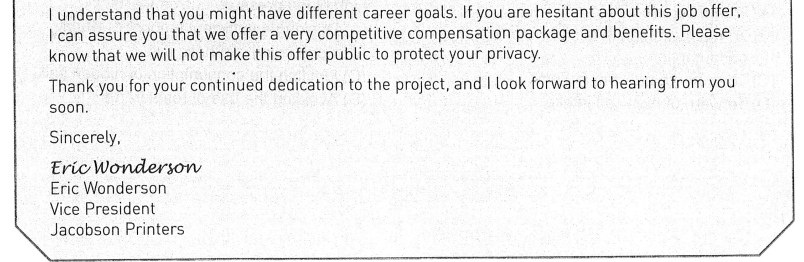 I understand that you might have different career goals. If you are hesitant about this job offer,
I can assure you that we offer a very competitive compensation package and benefits. Please
know that we will not make this offer public to protect your privacy.
Thank you for your continued dedication to the project, and I look forward to hearing from you
soon.
Sincerely,
Eric Wonderson
Eric Wonderson
Vice President
Jacobson Printers